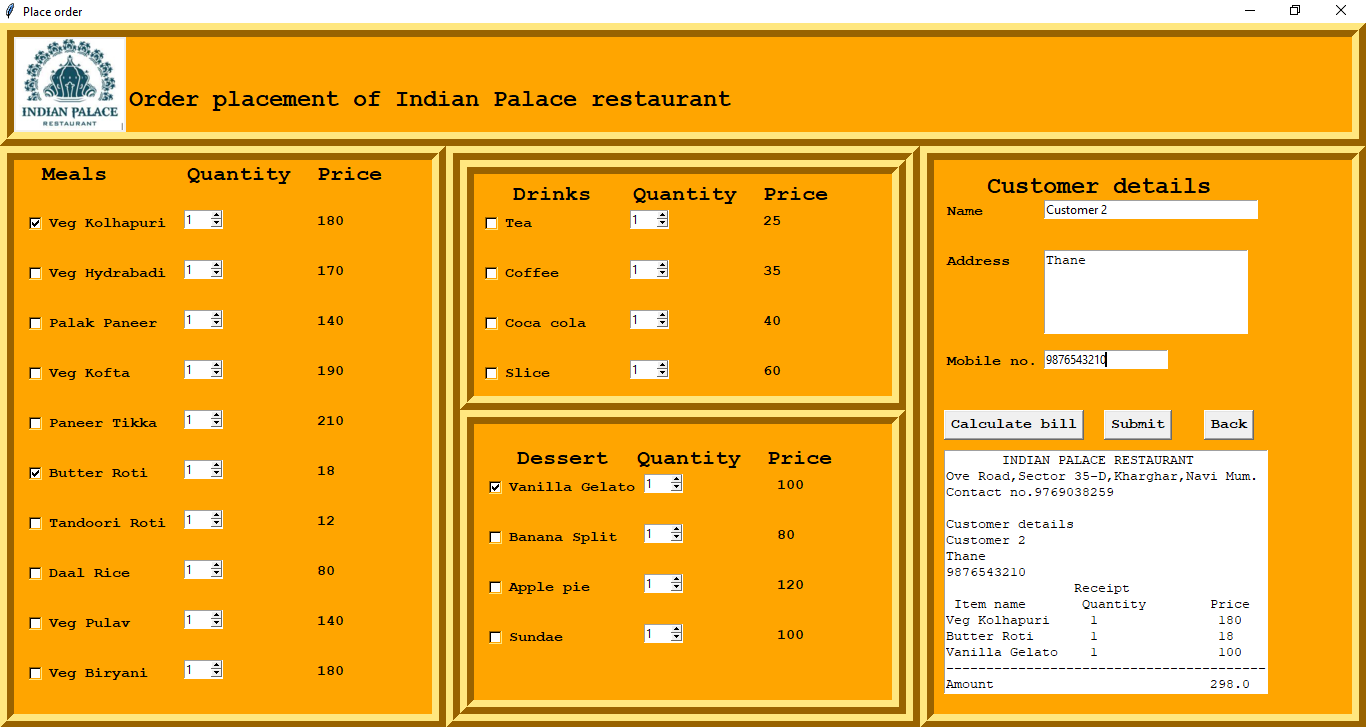 Place order
INDIAN PALACE
RESTAURANT
Order placement of Indian Palace restaurant
Meals Quantity Price
Veg Kolhapuri 1 180
Veg Hydrabadi 1 170
Palak Paneer 1 140
Veg Kofta 1 190
Paneer Tikka 1 210
Butter Roti 1 18
Tandoori Roti 1 12
Daal Rice 1 80
Veg Pulav 1 140
Veg Biryani 1 180
Drinks Quantity Price
Tea 1 25
Coffee 1 35
Coca cola 1 40
Slice 1 60
Dessert Quantity Price
Vanilla Gelato 1 100
Banana Split 1 80
Apple pie 1 120
Sundae 1 100
Customer details
Name Customer 2
Address Thane
Mobile no. 9876543210
Calculate bill Submit Back
INDIAN PALACE RESTAURANT
Ove Road,Sector 35-D,Kharghar,Navi Mum.
Contact no.9769038259
Customer details
Customer 2
Thane
9876543210
Receipt
Item name Quantity Price
Veg Kolhapuri 1 180
Butter Roti 1 18
Vanilla Gelato 1 100
----------------------------------------
Amount 298.0